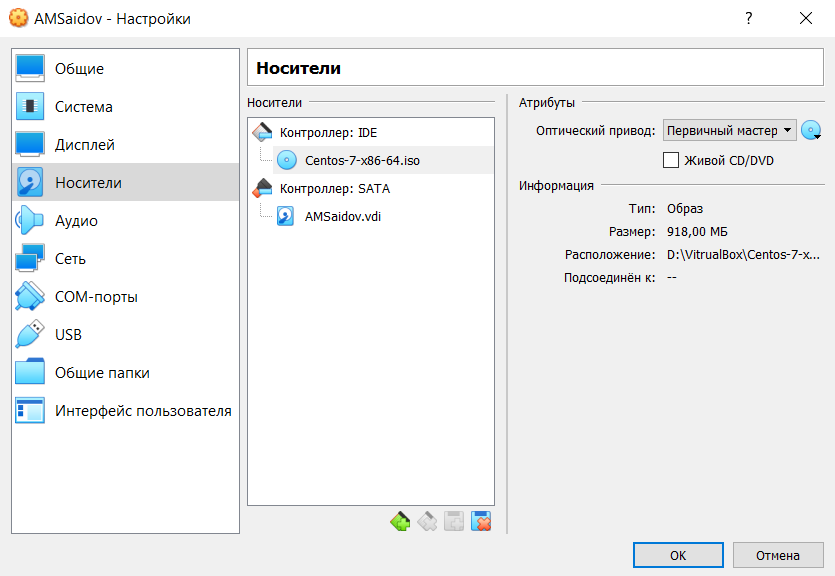 AMSaidov - Настройки
?
Общие
Система
Дисплей
Носители
Аудио
Сеть
COM-порты
USB
Общие папки
Интерфейс пользователя
Носители
Носители
Контроллер: IDE
Centos-7-x86-64.iso
Контроллер: SATA
AMSaidov.vdi
Атрибуты
Оптический привод: Первичный мастер
Живой CD/DVD
Информация
Тип: Образ
Размер: 918,00 МБ
Расположение: D:\VitrualBox\Centos-7-x...
Подсоединён к: --
OK
Отмена